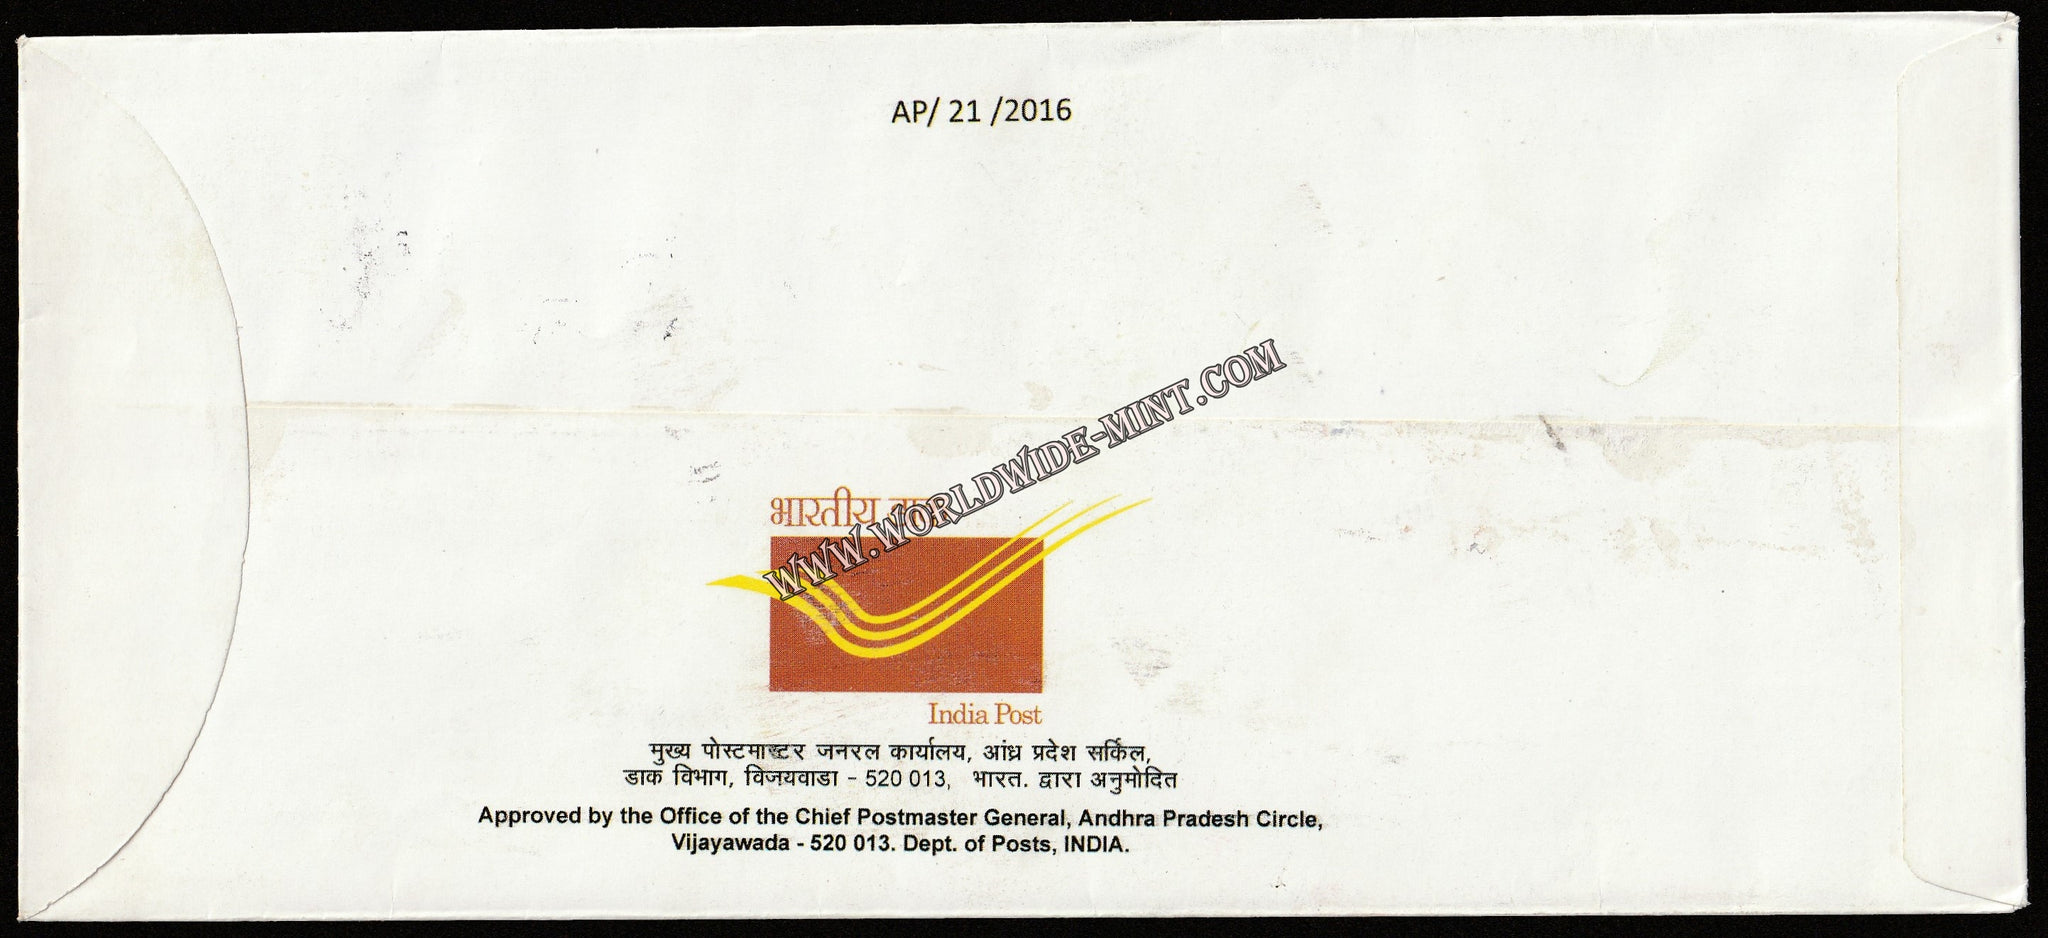 AP/ 21 /2016
WWW.WORLDWIDE-MINT.COM
भारतीय
India Post
मुख्य पोस्टमास्टर जनरल कार्यालय, आंध्र प्रदेश सर्किल,
डाक विभाग, विजयवाडा - 520 013, भारत. द्वारा अनुमोदित
Approved by the Office of the Chief Postmaster General, Andhra Pradesh Circle,
Vijayawada - 520 013. Dept. of Posts, INDIA.